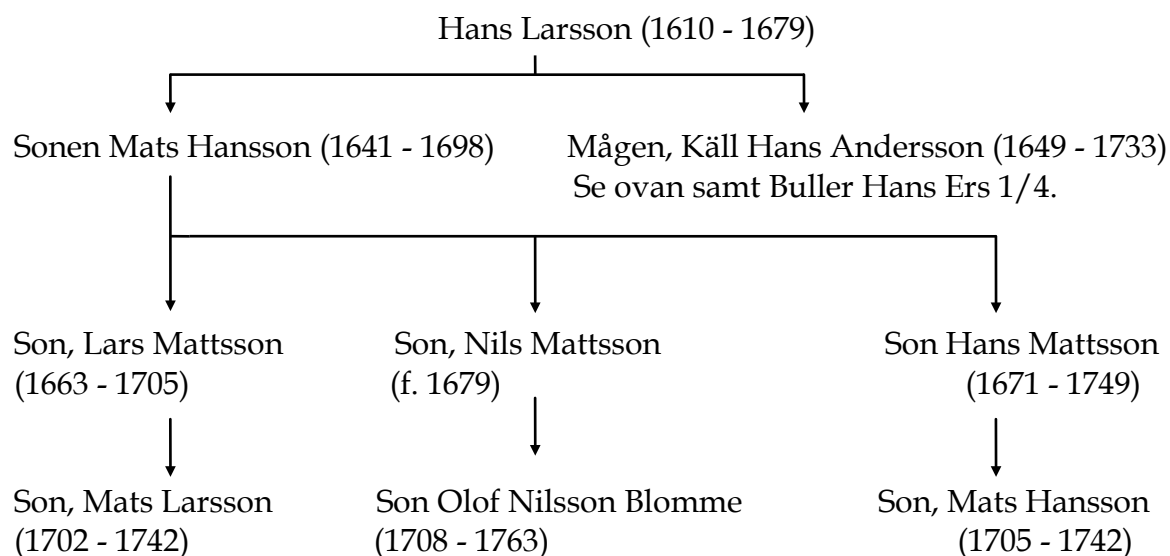 Hans Larsson (1610 - 1679)
Sonen Mats Hansson (1641 - 1698)
Mågen, Käll Hans Andersson (1649 - 1733)
Se ovan samt Buller Hans Ers 1/4.
Son, Lars Mattsson
(1663 - 1705)
Son, Nils Mattsson
(f. 1679)
Son Hans Mattsson
(1671 - 1749)
Son, Mats Larsson
(1702 - 1742)
Son Olof Nilsson Blomme
(1708 - 1763)
Son, Mats Hansson
(1705 - 1742)